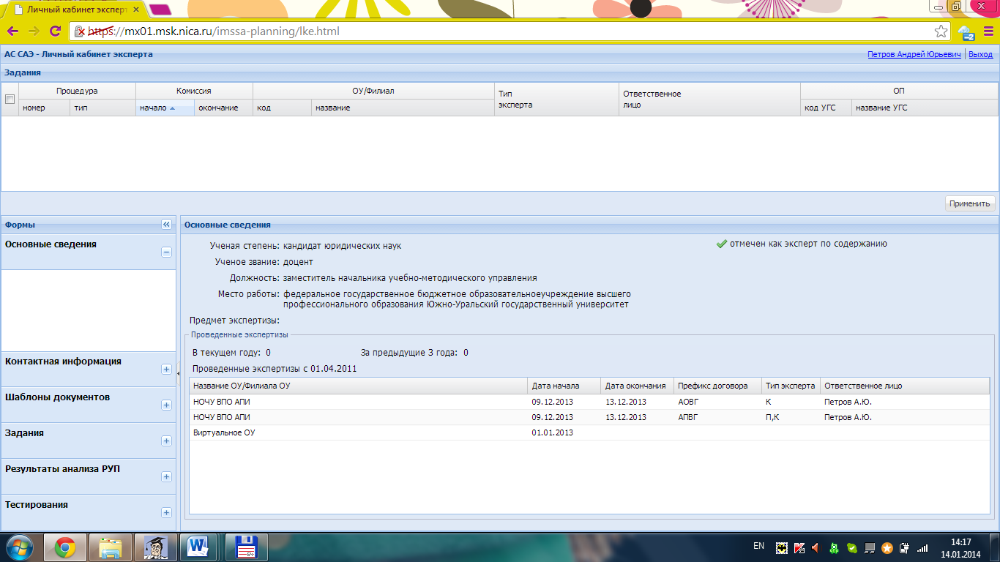 Личный кабинет эксперт
https://mx01.msk.nica.ru/imssa-planning/lke.html
АС САЭ - Личный кабинет эксперта
Петров Андрей Юрьевич Выход
Задания
Процедура Комиссия ОУ/Филиал Тип эксперта Ответственное лицо ОП
номер тип начало окончание код название код УГС название УГС
Применить
Формы
Основные сведения
Контактная информация
Шаблоны документов
Задания
Результаты анализа РУП
Тестирования
Основные сведения
Ученая степень: кандидат юридических наук
отмечен как эксперт по содержанию
Ученое звание: доцент
Должность: заместитель начальника учебно-методического управления
Место работы: федеральное государственное бюджетное образовательноеучреждение высшего
профессионального образования Южно-Уральский государственный университет
Предмет экспертизы:
Проведенные экспертизы
В текущем году: 0 За предыдущие 3 года: 0
Проведенные экспертизы с 01.04.2011
Название ОУ/Филиала ОУ Дата начала Дата окончания Префикс договора Тип эксперта Ответственное лицо
НОЧУ ВПО АПИ 09.12.2013 13.12.2013 АОВГ К Петров А.Ю.
НОЧУ ВПО АПИ 09.12.2013 13.12.2013 АПВГ П,К Петров А.Ю.
Виртуальное ОУ 01.01.2013
EN
14:17
14.01.2014